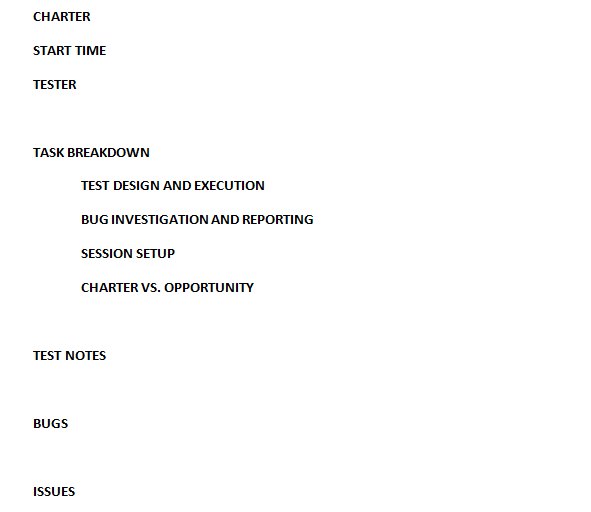 CHARTER
START TIME
TESTER
TASK BREAKDOWN
TEST DESIGN AND EXECUTION
BUG INVESTIGATION AND REPORTING
SESSION SETUP
CHARTER VS. OPPORTUNITY
TEST NOTES
BUGS
ISSUES